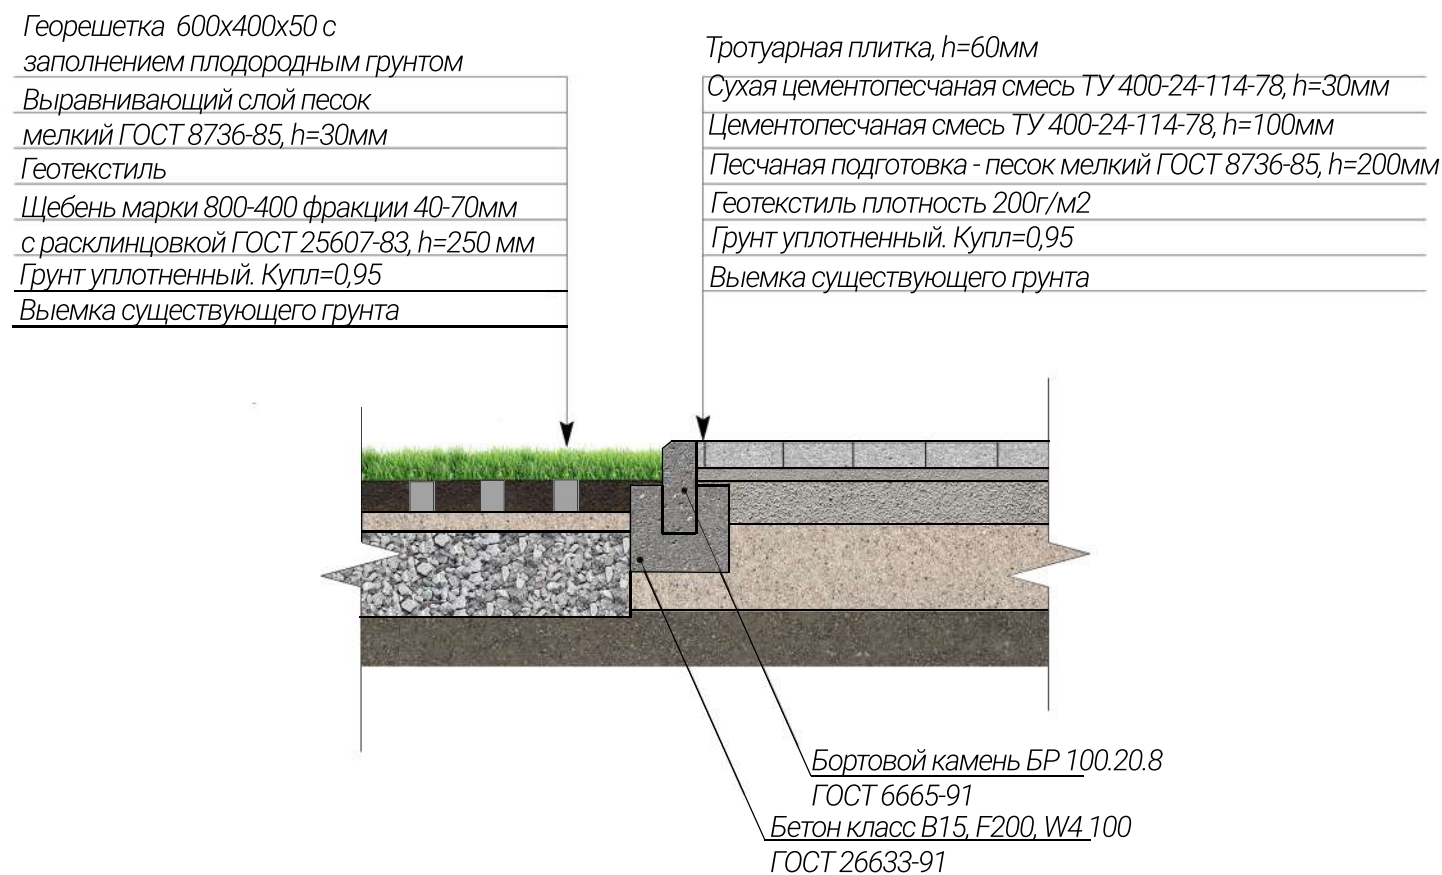 Георешетка 600х400х50 с
заполнением плодородным грунтом
Выравнивающий слой песок
мелкий ГОСТ 8736-85, h=30мм
Геотекстиль
Щебень марки 800-400 фракции 40-70мм
с расклинцовкой ГОСТ 25607-83, h=250 мм
Грунт уплотненный. Купл=0,95
Выемка существующего грунта
Тротуарная плитка, h=60мм
Сухая цементопесчаная смесь ТУ 400-24-114-78, h=30мм
Цементопесчаная смесь ТУ 400-24-114-78, h=100мм
Песчаная подготовка - песок мелкий ГОСТ 8736-85, h=200мм
Геотекстиль плотность 200г/м2
Грунт уплотненный. Купл=0,95
Выемка существующего грунта
Бортовой камень БР 100.20.8
ГОСТ 6665-91
Бетон класс В15, F200, W4 100
ГОСТ 26633-91